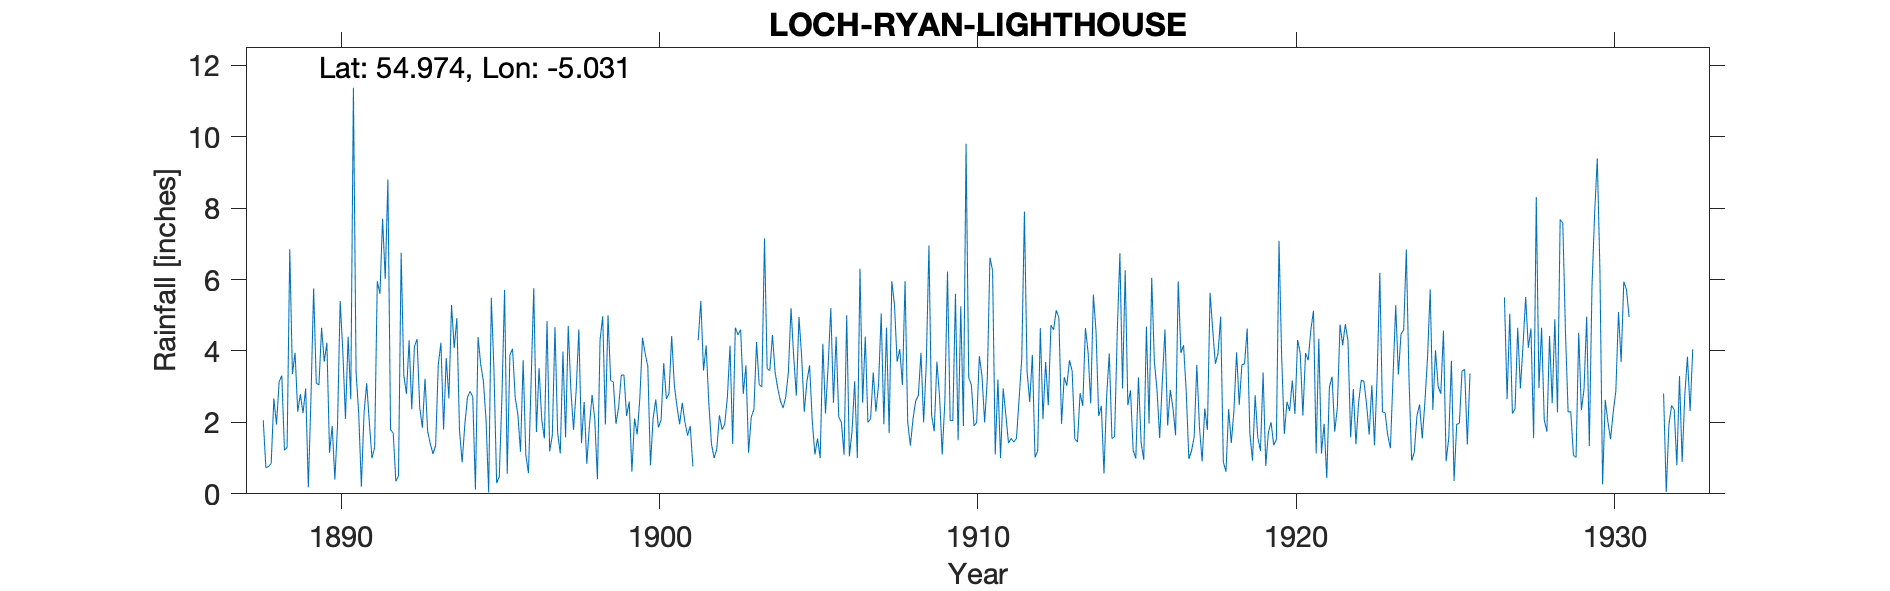 LOCH-RYAN-LIGHTHOUSE
Lat: 54.974, Lon: -5.031
Rainfall [inches]
12
10
8
6
4
2
0
1890 1900 1910 1920 1930
Year